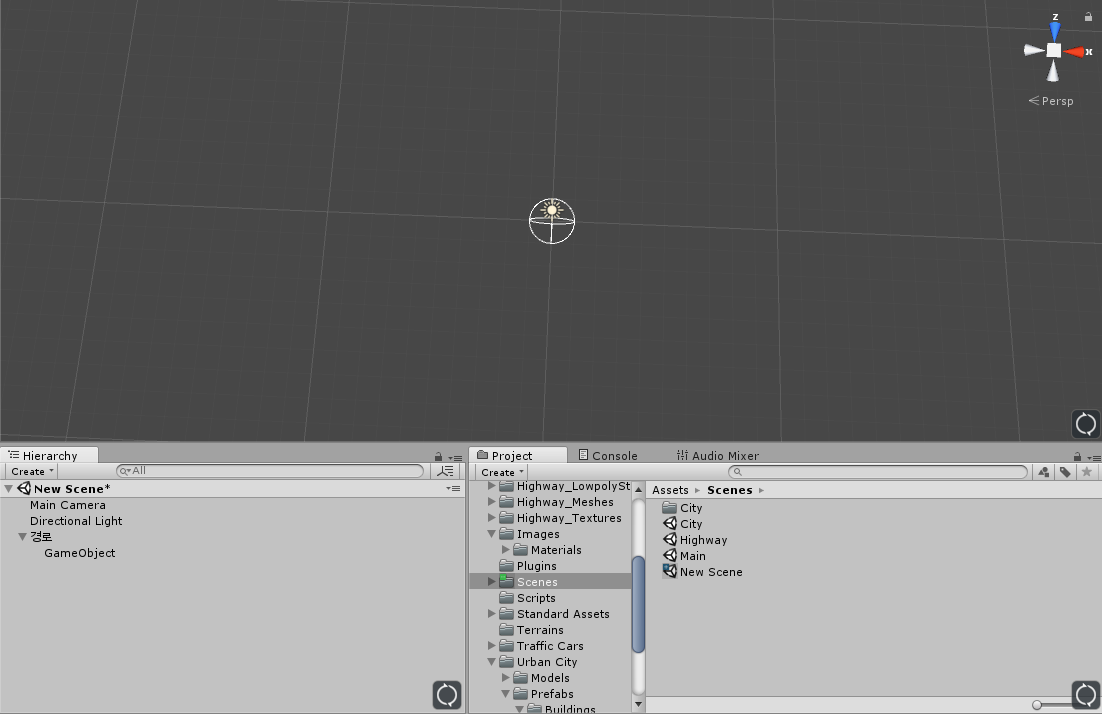 z
x
Persp
Hierarchy
Create
All
New Scene*
Main Camera
Directional Light
경로
GameObject
Project
Console
Audio Mixer
Create
Highway_LowpolySt
Highway_Meshes
Highway_Textures
Images
Materials
Plugins
Scenes
Scripts
Standard Assets
Terrains
Traffic Cars
Urban City
Models
Prefabs
Buildings
Assets ▸ Scenes ▸
City
City
Highway
Main
New Scene